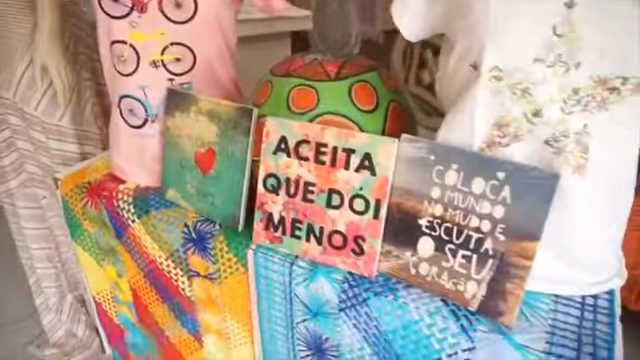 ACEITA
QUE DÓI
MENOS
COLOCA
O MUNDO
NO MUDO E
ESCUTA
O SEU
CORAÇÃO